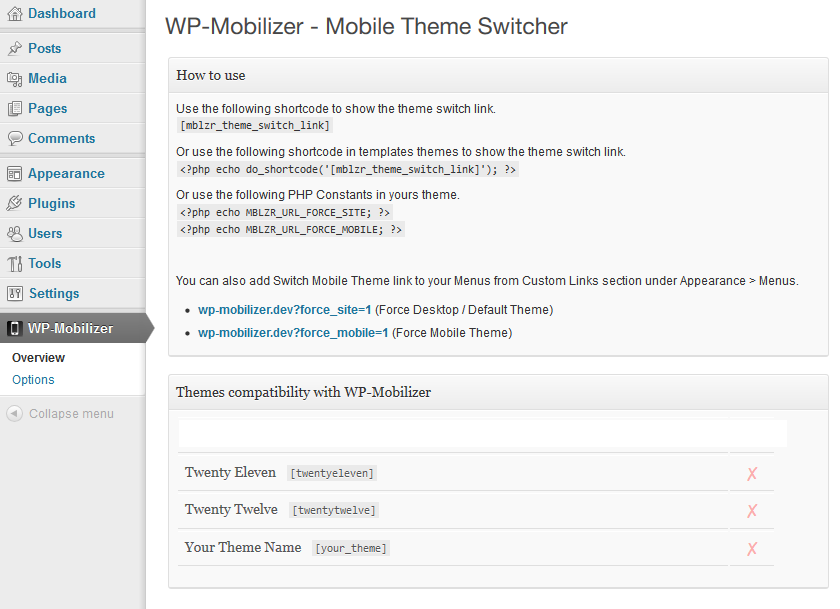 Dashboard
Posts
Media
Pages
Comments
Appearance
Plugins
Users
Tools
Settings
WP-Mobilizer
Overview
Options
Collapse menu
WP-Mobilizer - Mobile Theme Switcher
How to use
Use the following shortcode to show the theme switch link.
[mblzr_theme_switch_link]
Or use the following shortcode in templates themes to show the theme switch link.
<?php echo do_shortcode('[mblzr_theme_switch_link]'); ?>
Or use the following PHP Constants in yours theme.
<?php echo MBLZR_URL_FORCE_SITE; ?>
<?php echo MBLZR_URL_FORCE_MOBILE; ?>
You can also add Switch Mobile Theme link to your Menus from Custom Links section under Appearance > Menus.
• wp-mobilizer.dev?force_site=1 (Force Desktop / Default Theme)
• wp-mobilizer.dev?force_mobile=1 (Force Mobile Theme)
Themes compatibility with WP-Mobilizer
Twenty Eleven [twentyeleven] ✗
Twenty Twelve [twentytwelve] ✗
Your Theme Name [your_theme] ✗